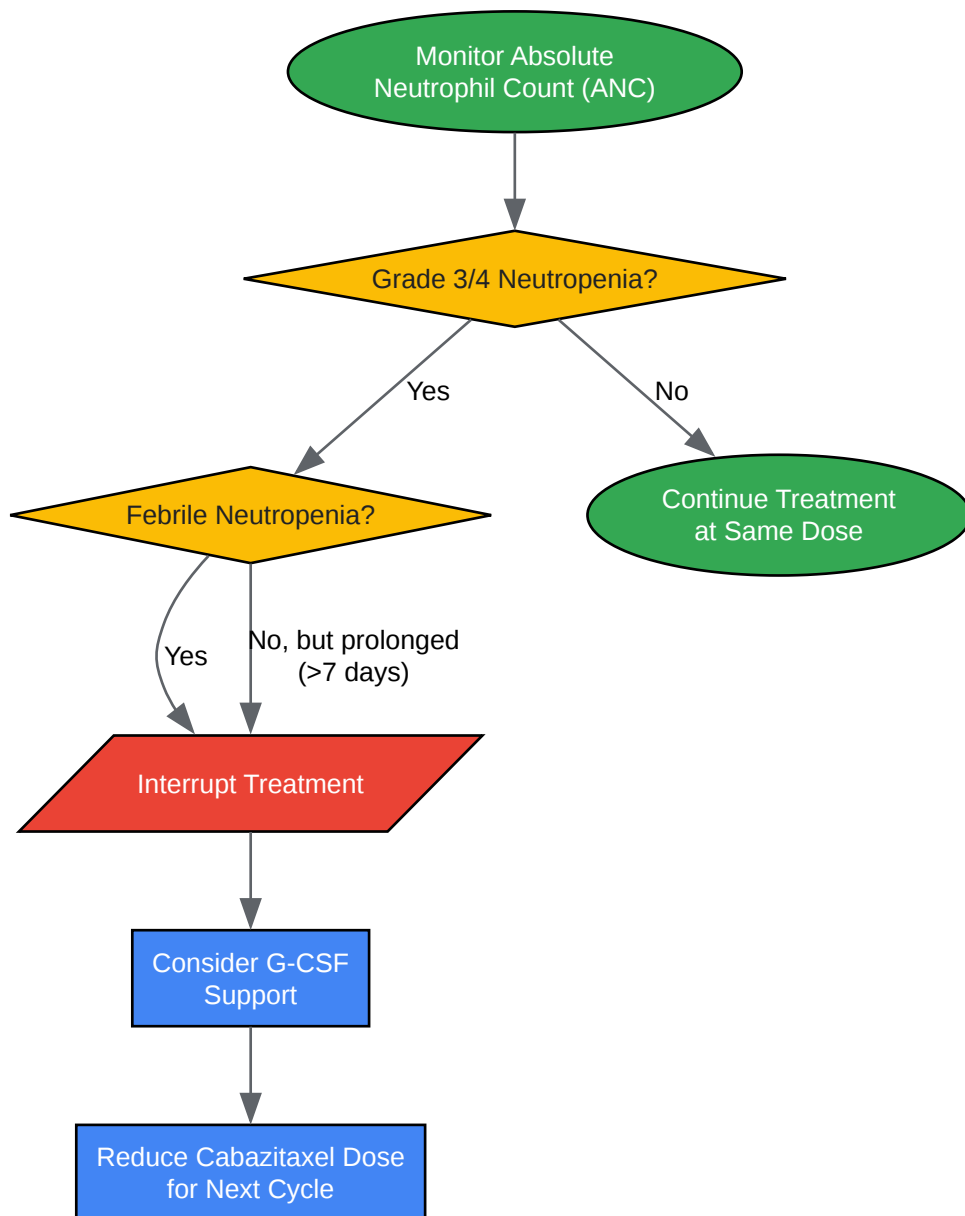 Monitor Absolute
Neutrophil Count (ANC)
Grade 3/4 Neutropenia?
Yes
No
Febrile Neutropenia?
Continue Treatment
at Same Dose
Yes
No, but prolonged
(>7 days)
Interrupt Treatment
Consider G-CSF
Support
Reduce Cabazitaxel Dose
for Next Cycle